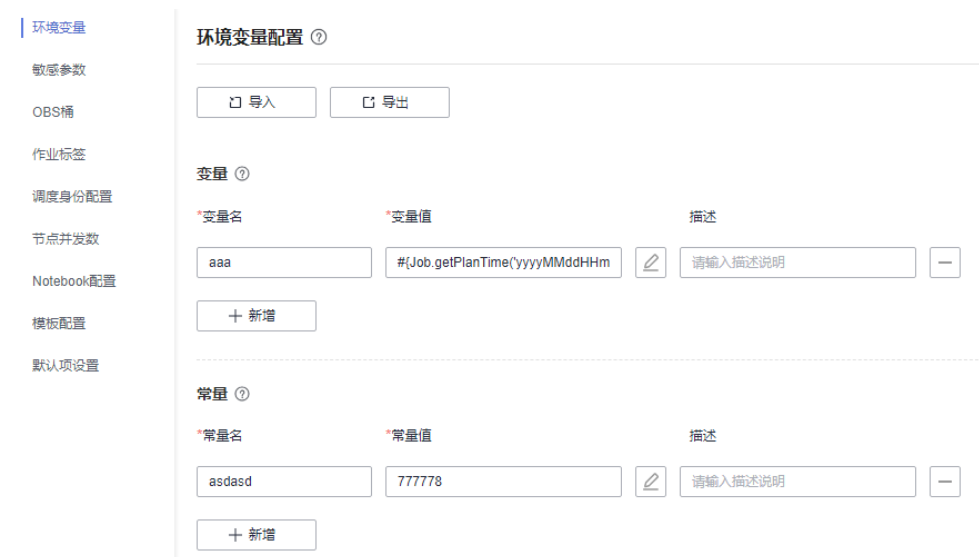 环境变量
敏感参数
OBS桶
作业标签
调度身份配置
节点并发数
Notebook配置
模板配置
默认项设置
环境变量配置
导入 导出
变量
*变量名 *变量值 描述
aaa #{Job.getPlanTime('yyyyMMddHHm 请输入描述说明
新增
常量
*常量名 *常量值 描述
asdasd 777778 请输入描述说明
新增